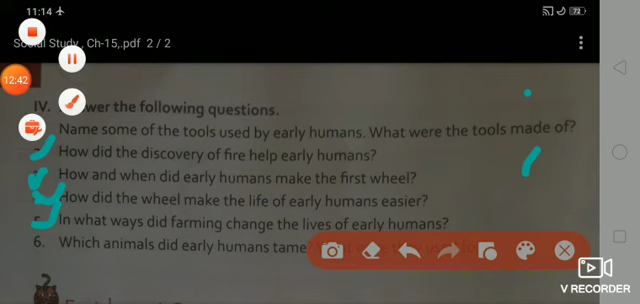 11:14
72
Social Study , Ch-15,.pdf 2 / 2
12:42
IV. the following questions.
Name some of the tools used by early humans. What were the tools made of?
How did the discovery of fire help early humans?
How and when did early humans make the first wheel?
How did the wheel make the life of early humans easier?
5. In what ways did farming change the lives of early humans?
6. Which animals did early humans tame?
V RECORDER